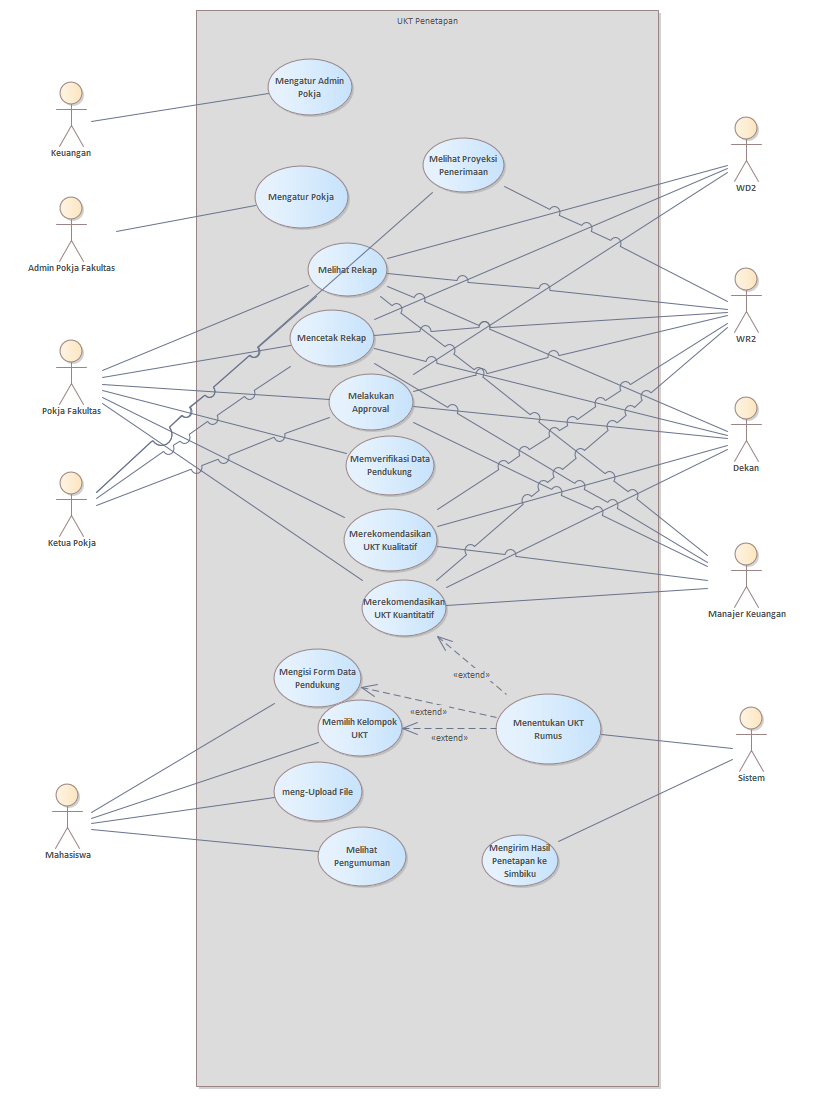 UKT Penetapan
Mengatur Admin
Pokja
Keuangan
Melihat Proyeksi
Penerimaan
WD2
Mengatur Pokja
Admin Pokja Fakultas
Melihat Rekap
Mencetak Rekap
WR2
Pokja Fakultas
Melakukan
Approval
Memverifikasi Data
Pendukung
Dekan
Ketua Pokja
Merekomendasikan
UKT Kualitatif
Merekomendasikan
UKT Kuantitatif
Manajer Keuangan
Mengisi Form Data
Pendukung
«extend»
«extend»
«extend»
Memilih Kelompok
UKT
Menentukan UKT
Rumus
Sistem
meng-Upload File
Mahasiswa
Melihat
Pengumuman
Mengirim Hasil
Penetapan ke
Simbiku